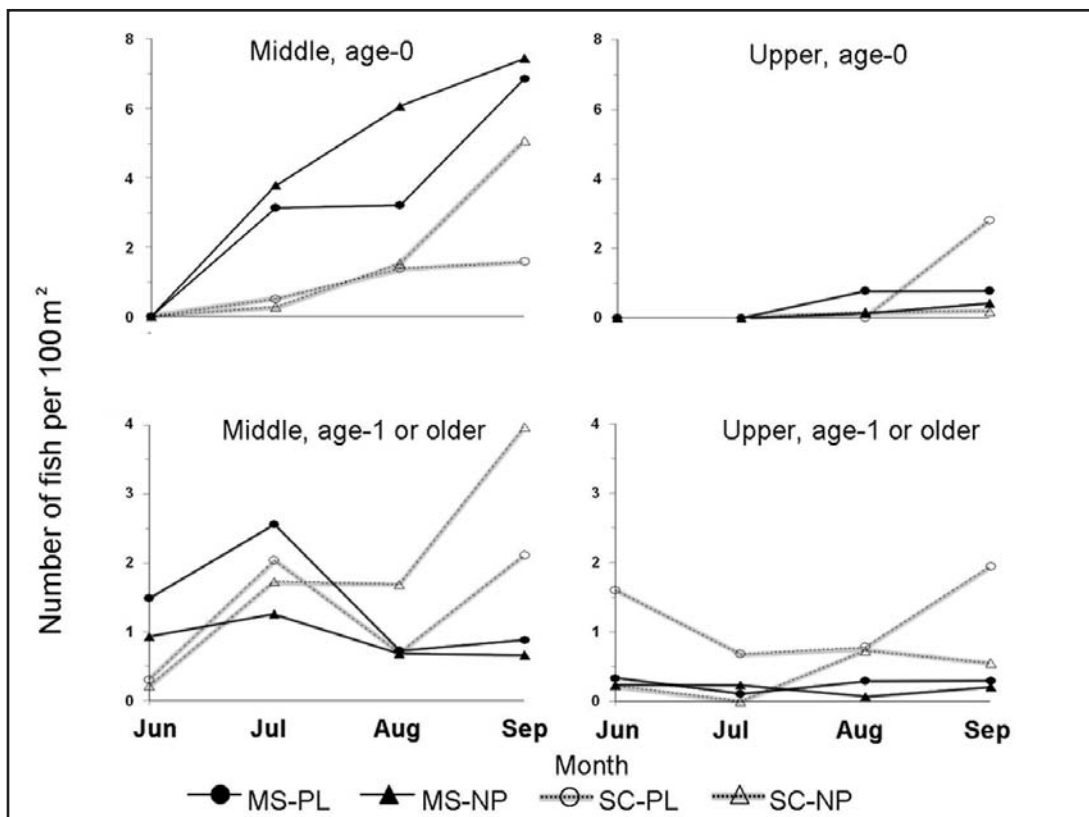 Number of fish per 100 m²
Middle, age-0
8
6
4
2
0
Upper, age-0
8
6
4
2
0
Middle, age-1 or older
4
3
2
1
0
Jun Jul Aug Sep
Upper, age-1 or older
4
3
2
1
0
Jun Jul Aug Sep
Month
MS-PL MS-NP SC-PL SC-NP